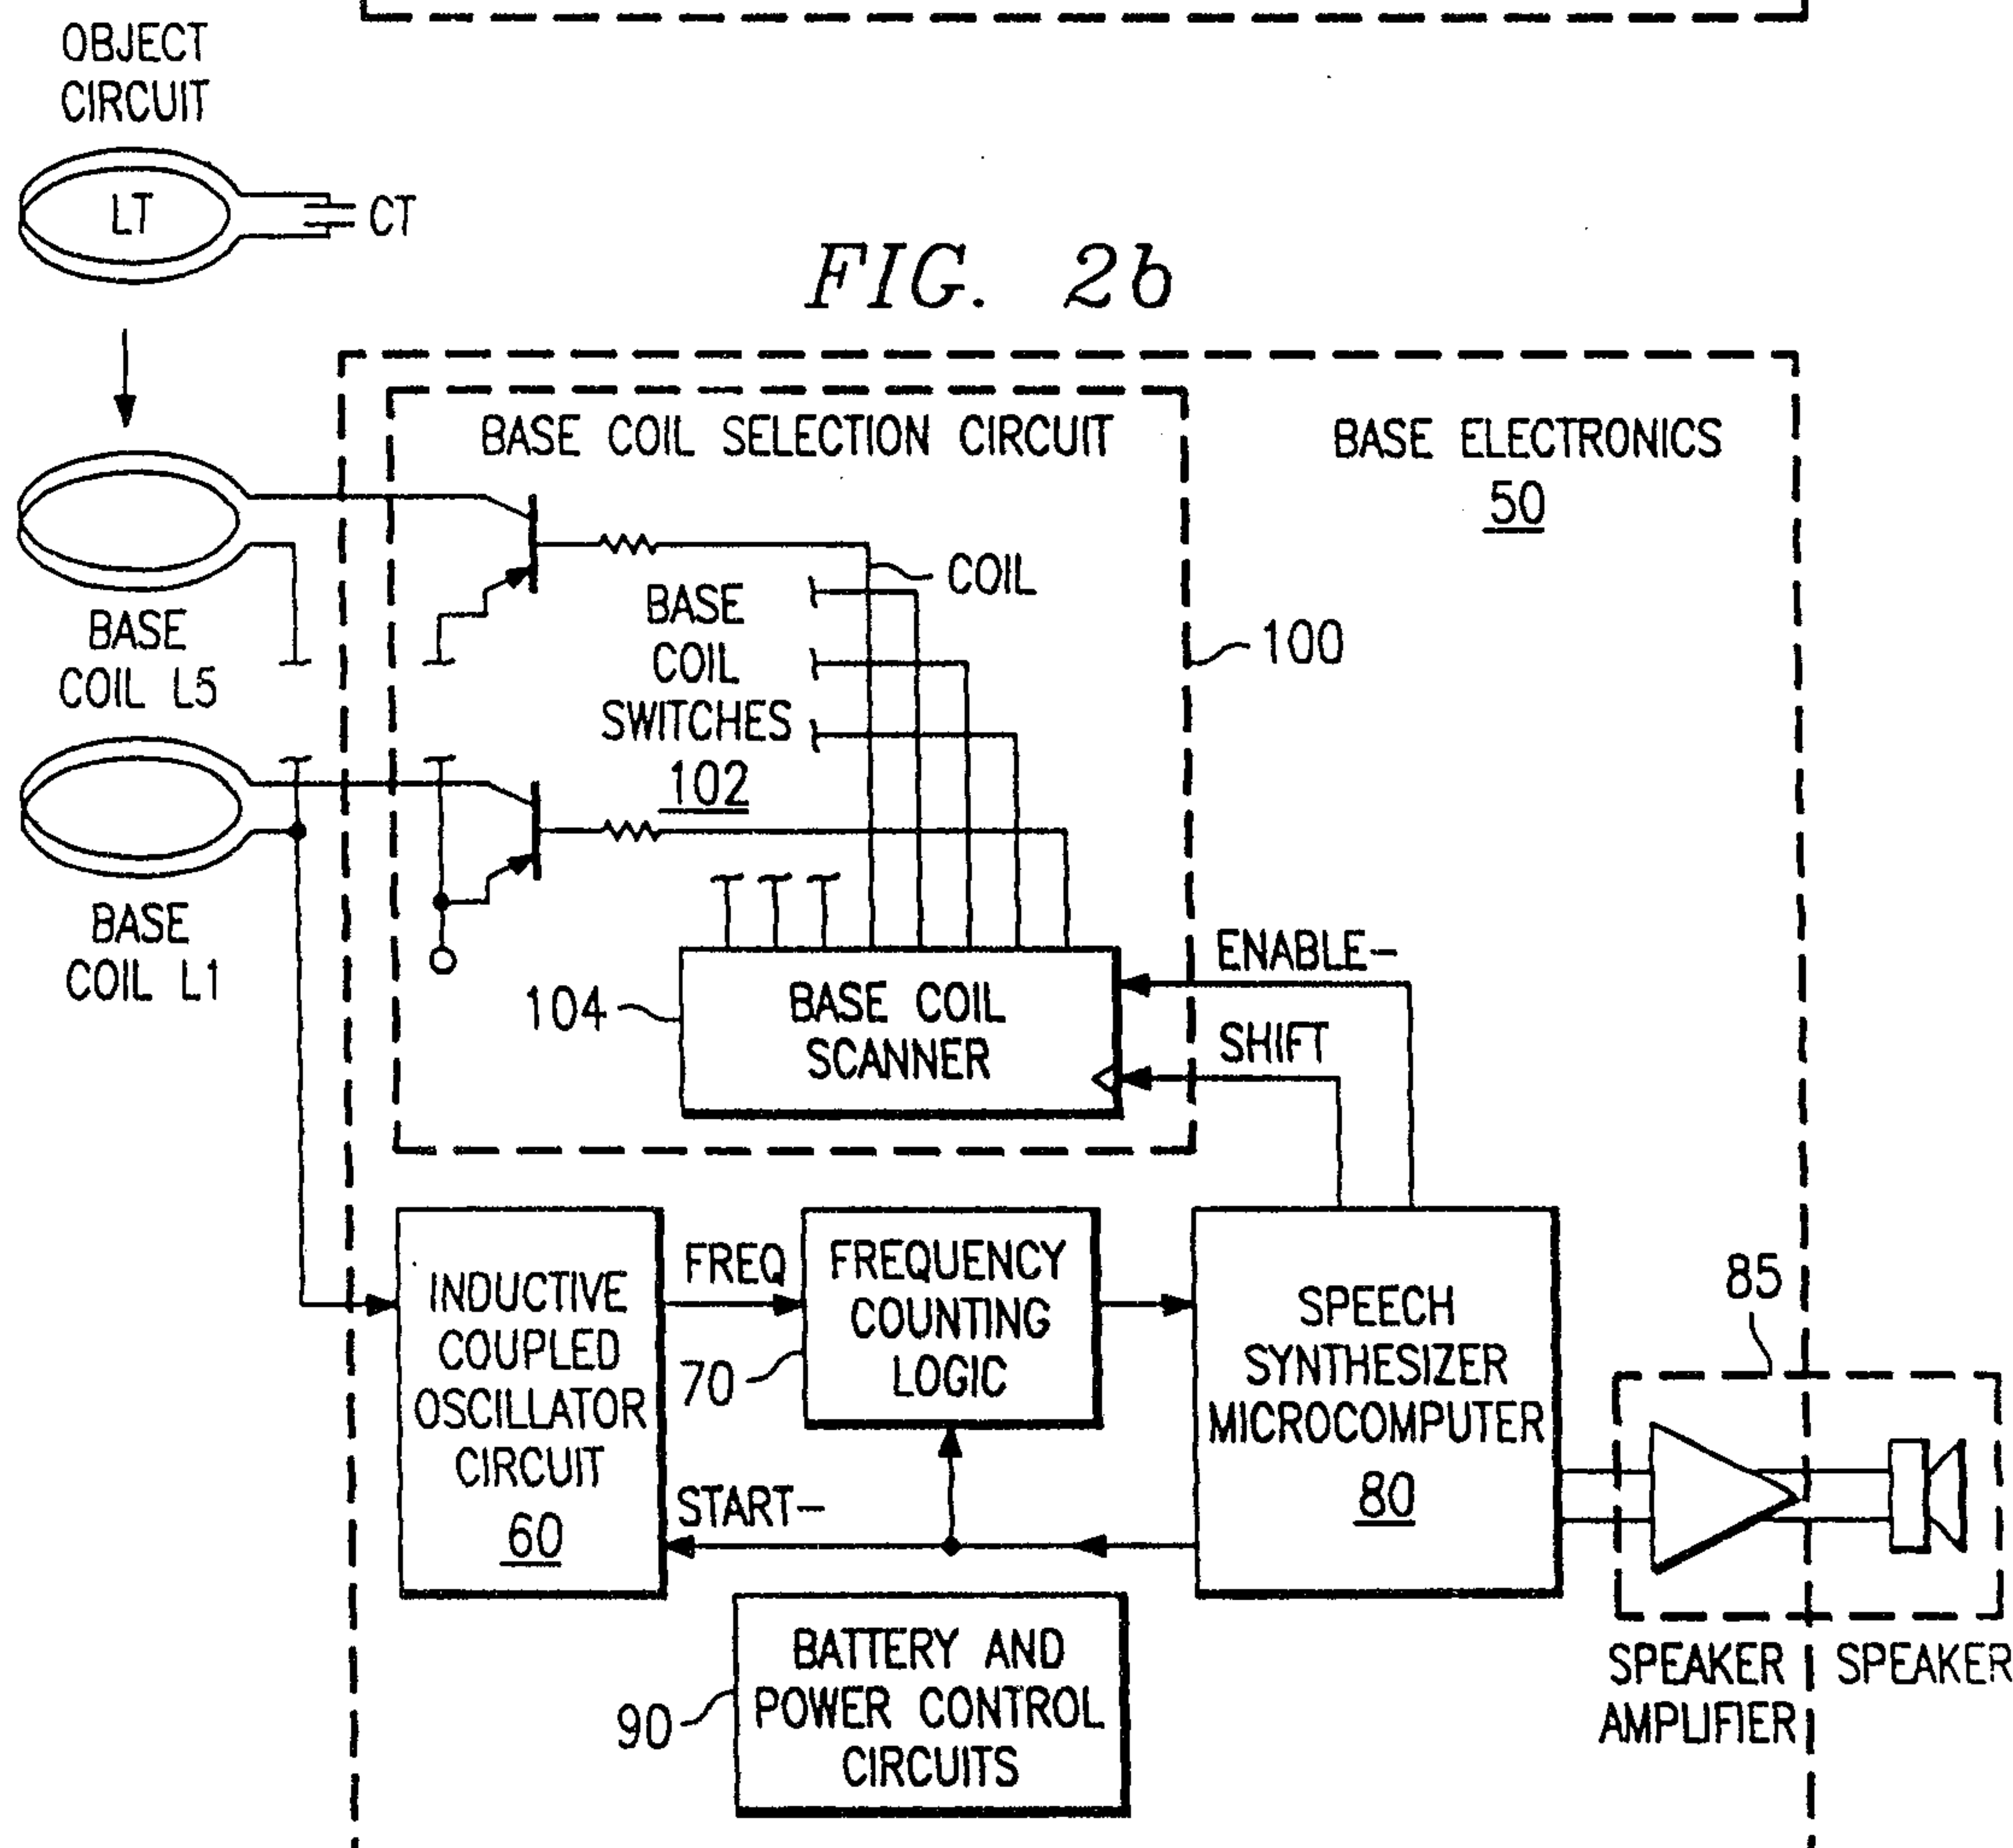 OBJECT
CIRCUIT
LT
CT
FIG. 2b
BASE COIL SELECTION CIRCUIT
BASE ELECTRONICS
50
COIL
BASE
COIL
SWITCHES
102
100
BASE
COIL L5
BASE
COIL L1
ENABLE-
104
BASE COIL
SCANNER
SHIFT
INDUCTIVE
COUPLED
OSCILLATOR
CIRCUIT
60
FREQ
70
FREQUENCY
COUNTING
LOGIC
START-
SPEECH
SYNTHESIZER
MICROCOMPUTER
80
85
SPEAKER
AMPLIFIER
SPEAKER
90
BATTERY AND
POWER CONTROL
CIRCUITS